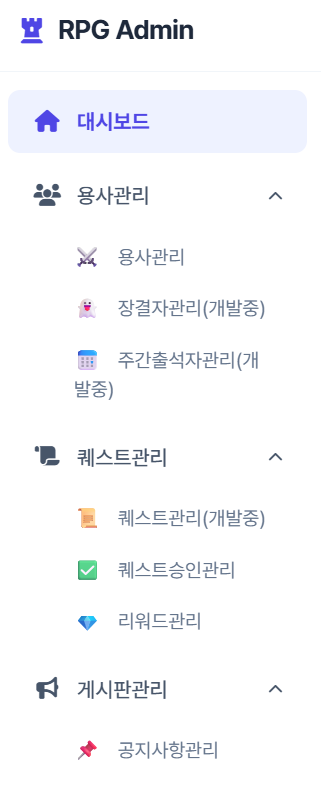 RPG Admin
대시보드
용사관리
용사관리
장결자관리(개발중)
주간출석자관리(개
발중)
퀘스트관리
퀘스트관리(개발중)
퀘스트승인관리
리워드관리
게시판관리
공지사항관리